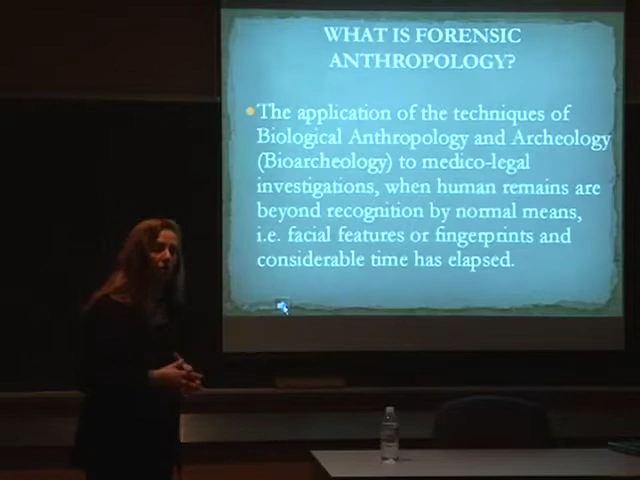 WHAT IS FORENSIC
ANTHROPOLOGY?
The application of the techniques of
Biological Anthropology and Archeology
(Bioarcheology) to medico-legal
investigations, when human remains are
beyond recognition by normal means,
i.e. facial features or fingerprints and
considerable time has elapsed.